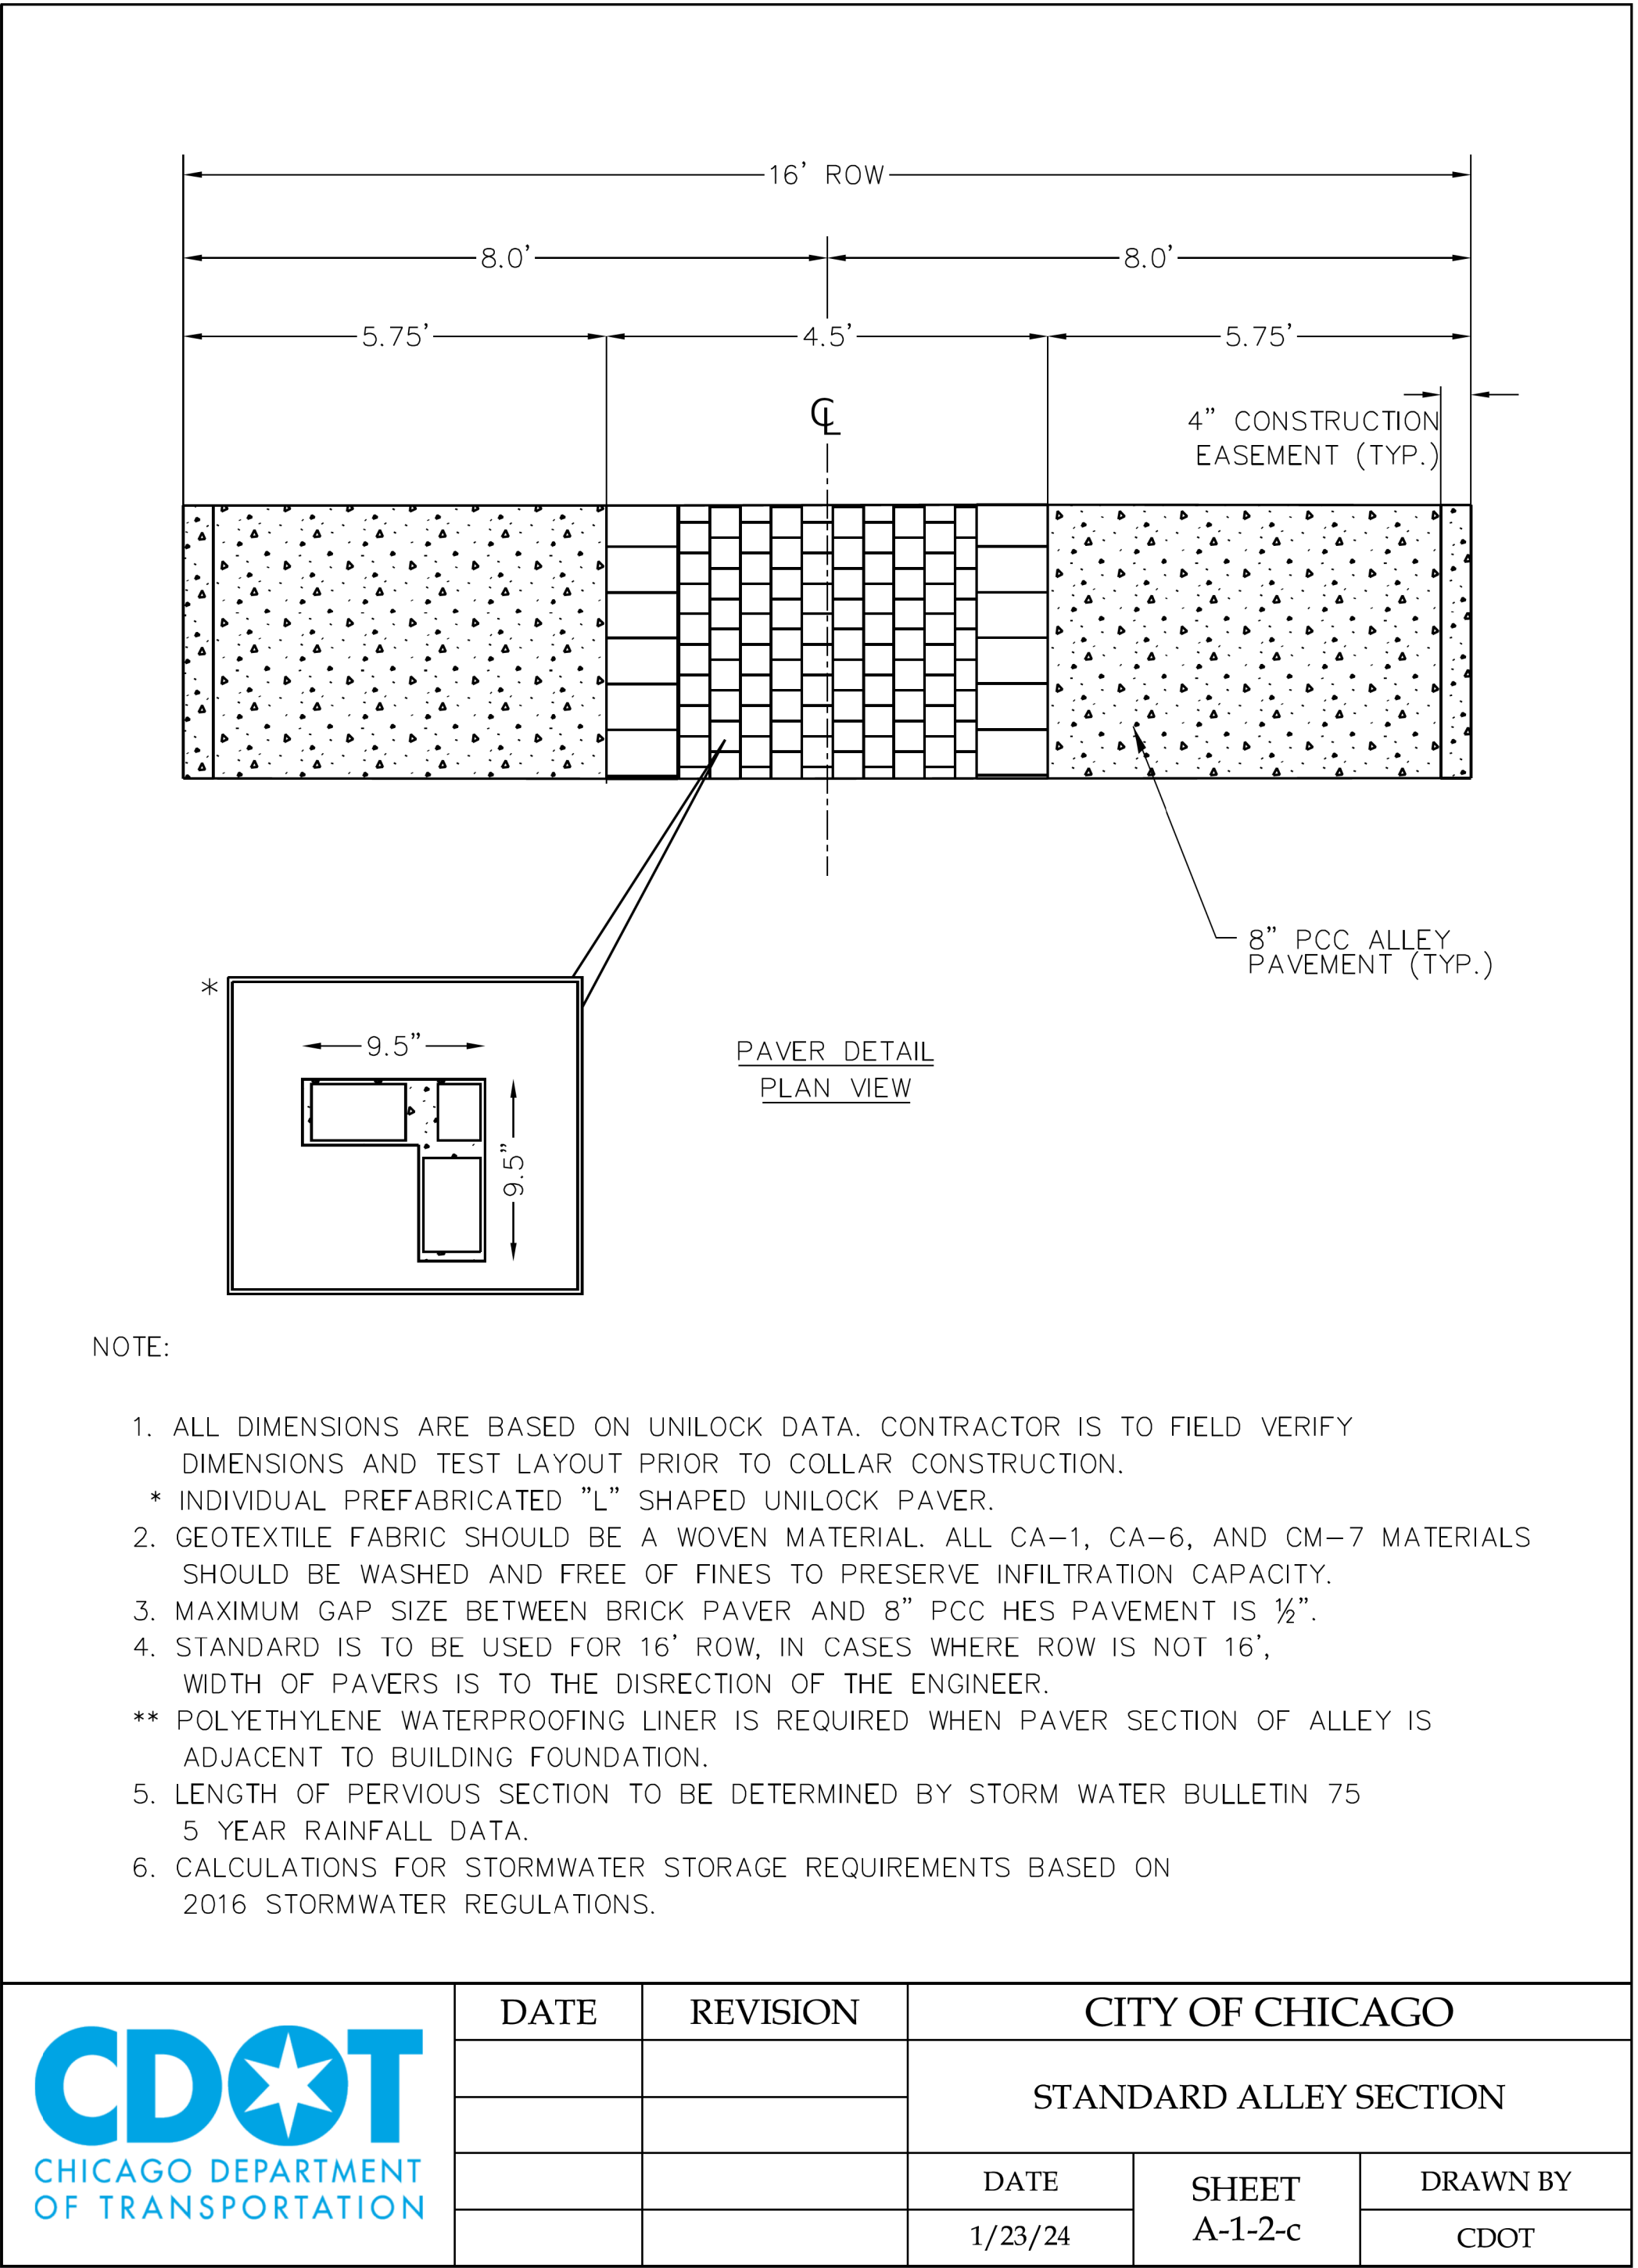 16' ROW
8.0' 8.0'
5.75' 4.5' 5.75'
℄
4" CONSTRUCTION
EASEMENT (TYP.)
8" PCC ALLEY
PAVEMENT (TYP.)
*
9.5"
9.5"
PAVER DETAIL
PLAN VIEW
NOTE:
1. ALL DIMENSIONS ARE BASED ON UNILOCK DATA. CONTRACTOR IS TO FIELD VERIFY
DIMENSIONS AND TEST LAYOUT PRIOR TO COLLAR CONSTRUCTION.
* INDIVIDUAL PREFABRICATED "L" SHAPED UNILOCK PAVER.
2. GEOTEXTILE FABRIC SHOULD BE A WOVEN MATERIAL. ALL CA-1, CA-6, AND CM-7 MATERIALS
SHOULD BE WASHED AND FREE OF FINES TO PRESERVE INFILTRATION CAPACITY.
3. MAXIMUM GAP SIZE BETWEEN BRICK PAVER AND 8" PCC HES PAVEMENT IS ½".
4. STANDARD IS TO BE USED FOR 16' ROW, IN CASES WHERE ROW IS NOT 16',
WIDTH OF PAVERS IS TO THE DISRECTION OF THE ENGINEER.
** POLYETHYLENE WATERPROOFING LINER IS REQUIRED WHEN PAVER SECTION OF ALLEY IS
ADJACENT TO BUILDING FOUNDATION.
5. LENGTH OF PERVIOUS SECTION TO BE DETERMINED BY STORM WATER BULLETIN 75
5 YEAR RAINFALL DATA.
6. CALCULATIONS FOR STORMWATER STORAGE REQUIREMENTS BASED ON
2016 STORMWATER REGULATIONS.
CDOT
CHICAGO DEPARTMENT
OF TRANSPORTATION
DATE REVISION
CITY OF CHICAGO
STANDARD ALLEY SECTION
DATE
1/23/24
SHEET
A-1-2-c
DRAWN BY
CDOT